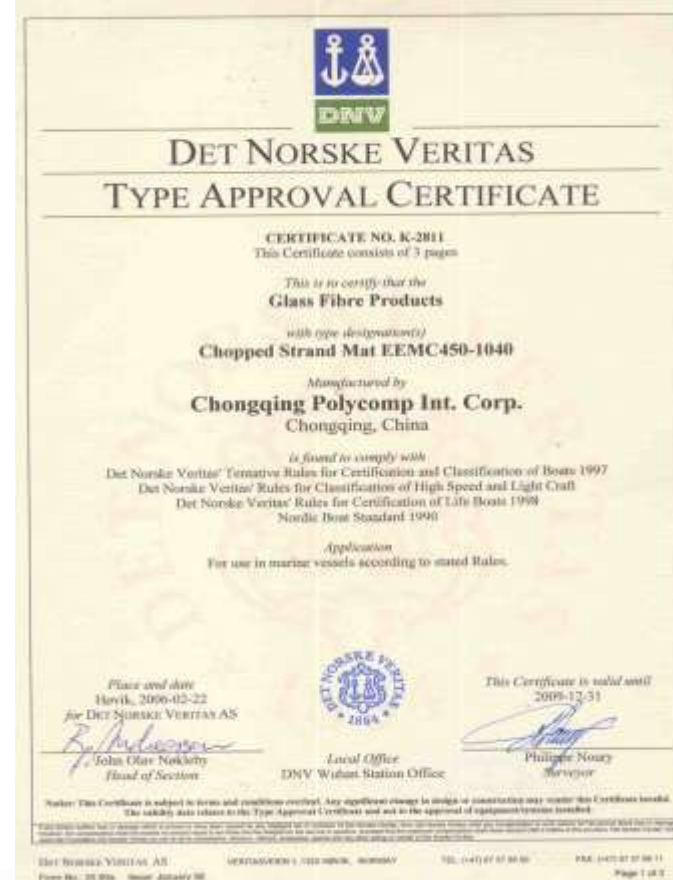 DNV
DET NORSKE VERITAS
TYPE APPROVAL CERTIFICATE
CERTIFICATE NO. K-2811
This Certificate consists of 3 pages
This is to certify that the
Glass Fibre Products
with type designation(s)
Chopped Strand Mat EEMC450-1040
Manufactured by
Chongqing Polycomp Int. Corp.
Chongqing, China
is found to comply with
Det Norske Veritas' Tentative Rules for Certification and Classification of Boats 1997
Det Norske Veritas' Rules for Classification of High Speed and Light Craft
Det Norske Veritas' Rules for Certification of Life Boats 1998
Nordic Boat Standard 1990
Application
For use in marine vessels according to stated Rules.
Place and date
Høvik, 2006-02-22
for DET NORSKE VERITAS AS
DET NORSKE VERITAS
1864
This Certificate is valid until
2009-12-31
John Olav Nøkleby
Head of Section
Local Office
DNV Wuhan Station Office
Philippe Noury
Surveyor
Notice: This Certificate is subject to terms and conditions overleaf. Any significant change in design or construction may render this Certificate invalid.
The validity date relates to the Type Approval Certificate and not to the approval of equipment/systems installed.
DET NORSKE VERITAS AS
VERITASVEIEN 1, 1322 HØVIK, NORWAY
Page 1 of 3